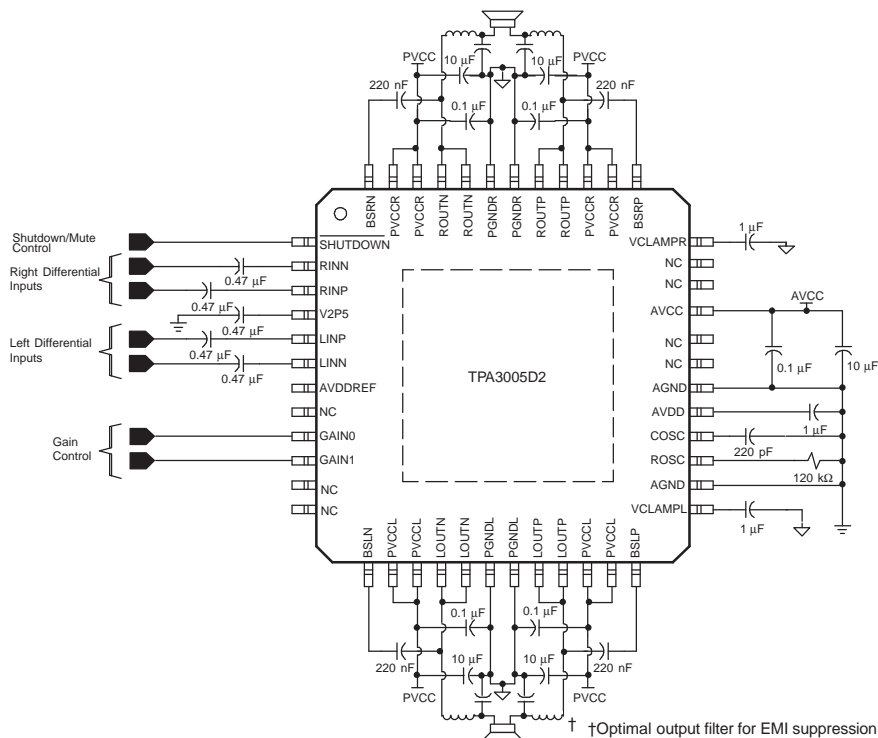 PVCC
10 µF
10 µF
PVCC
220 nF
220 nF
0.1 µF
0.1 µF
BSRN
PVCCR
PVCCR
ROUTN
ROUTN
PGNDR
PGNDR
ROUTP
ROUTP
PVCCR
PVCCR
BSRP
Shutdown/Mute
Control
SHUTDOWN
Right Differential
Inputs
RINN
0.47 µF
RINP
0.47 µF
V2P5
0.47 µF
Left Differential
Inputs
LINP
0.47 µF
LINN
0.47 µF
AVDDREF
NC
Gain
Control
GAIN0
GAIN1
NC
NC
TPA3005D2
VCLAMPR
1 µF
NC
NC
AVCC
AVCC
NC
NC
0.1 µF
10 µF
AGND
AVDD
1 µF
COSC
220 pF
ROSC
120 kΩ
AGND
VCLAMPL
1 µF
BSLN
PVCCL
PVCCL
LOUTN
LOUTN
PGNDL
PGNDL
LOUTP
LOUTP
PVCCL
PVCCL
BSLP
0.1 µF
0.1 µF
220 nF
10 µF
10 µF
220 nF
PVCC
PVCC
†
†Optimal output filter for EMI suppression